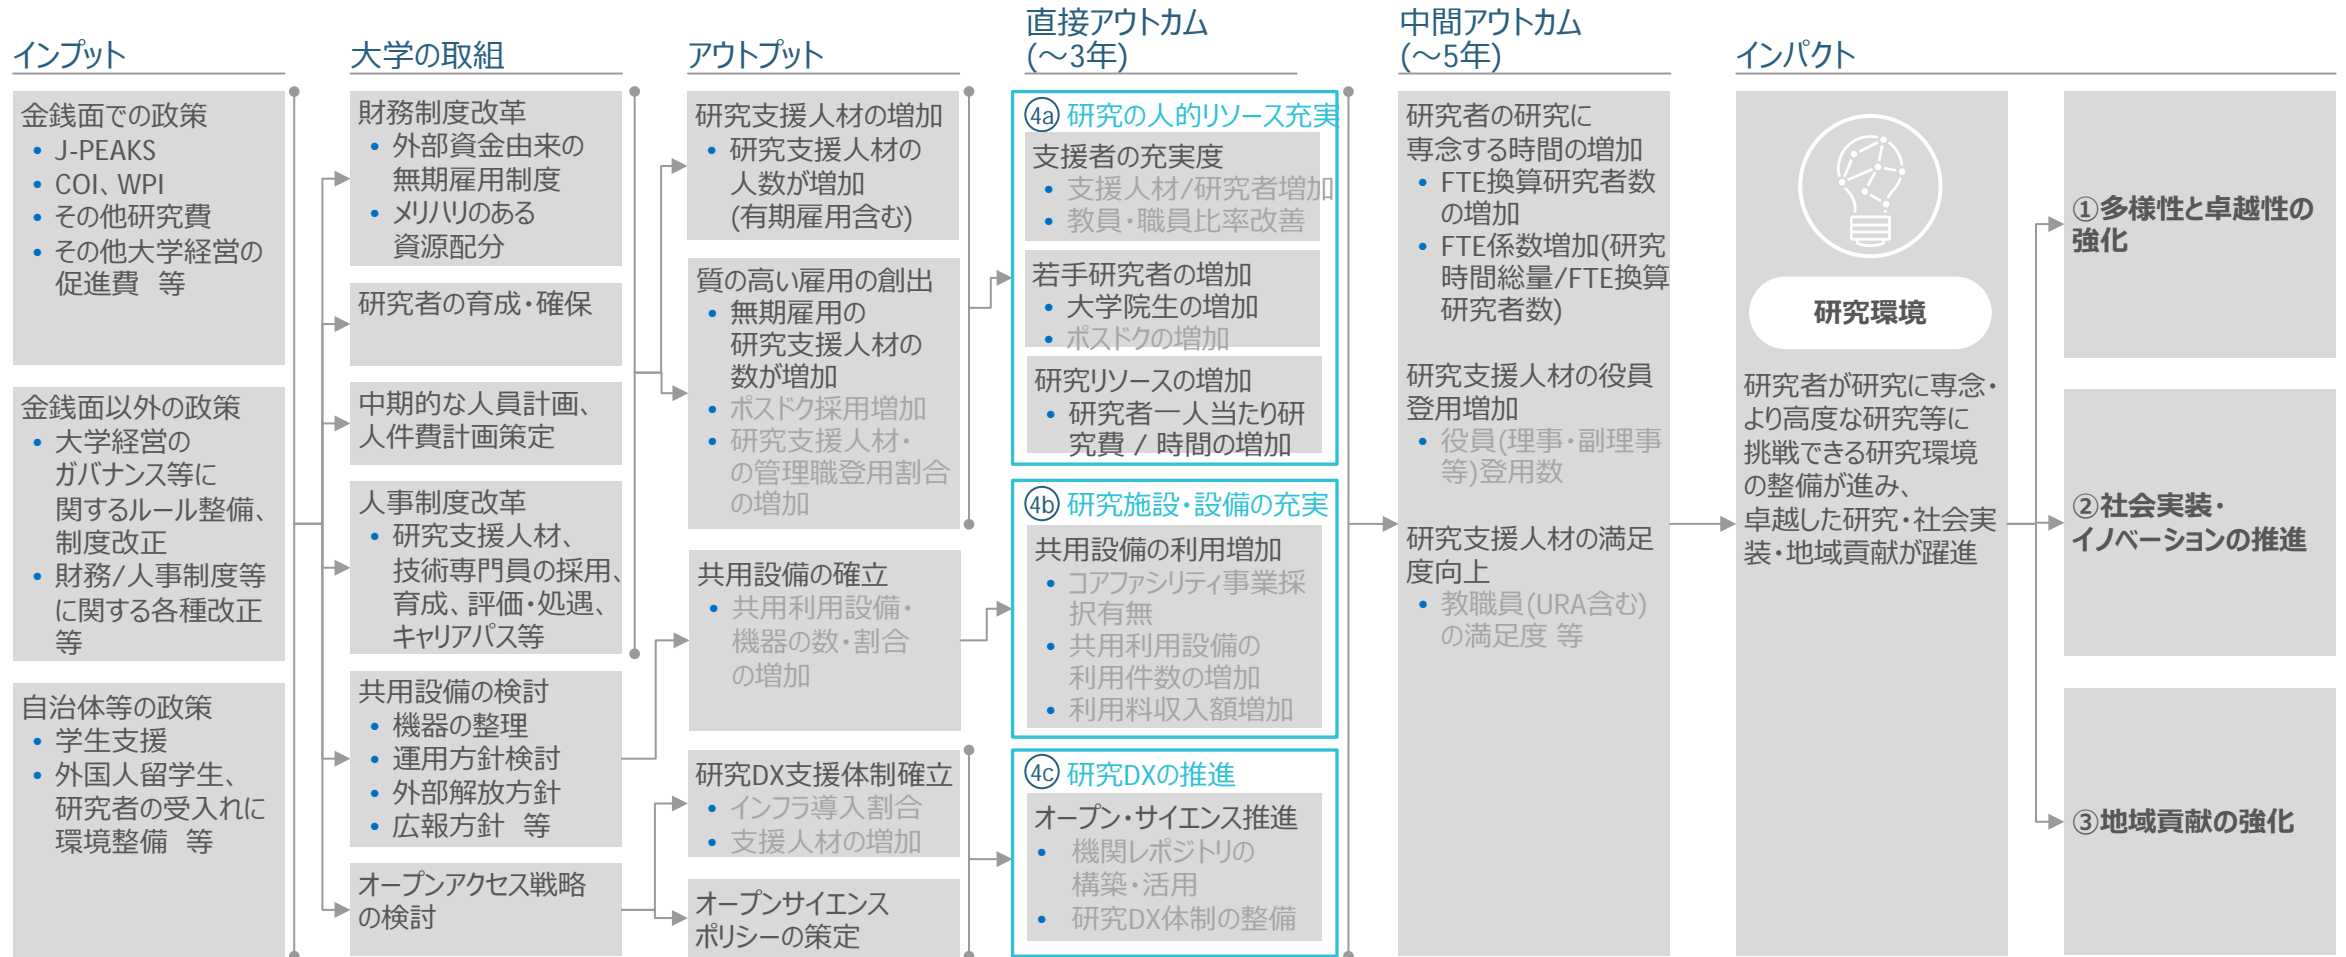 インプット
金銭面での政策
• J-PEAKS
• COI、WPI
• その他研究費
• その他大学経営の
促進費　等
金銭面以外の政策
• 大学経営の
ガバナンス等に
関するルール整備、
制度改正
• 財務/人事制度等
に関する各種改正
等
自治体等の政策
• 学生支援
• 外国人留学生、
研究者の受入れに
環境整備　等
大学の取組
財務制度改革
• 外部資金由来の
無期雇用制度
• メリハリのある
資源配分
研究者の育成・確保
中期的な人員計画、
人件費計画策定
人事制度改革
• 研究支援人材、
技術専門員の採用、
育成、評価・処遇、
キャリアパス等
共用設備の検討
• 機器の整理
• 運用方針検討
• 外部解放方針
• 広報方針　等
オープンアクセス戦略
の検討
アウトプット
研究支援人材の増加
• 研究支援人材の
人数が増加
(有期雇用含む)
質の高い雇用の創出
• 無期雇用の
研究支援人材の
数が増加
• ポスドク採用増加
• 研究支援人材・
の管理職登用割合
の増加
共用設備の確立
• 共用利用設備・
機器の数・割合
の増加
研究DX支援体制確立
• インフラ導入割合
• 支援人材の増加
オープンサイエンス
ポリシーの策定
直接アウトカム
(～3年)
4a 研究の人的リソース充実
支援者の充実度
• 支援人材/研究者増加
• 教員・職員比率改善
若手研究者の増加
• 大学院生の増加
• ポスドクの増加
研究リソースの増加
• 研究者一人当たり研
究費 / 時間の増加
4b 研究施設・設備の充実
共用設備の利用増加
• コアファシリティ事業採
択有無
• 共用利用設備の
利用件数の増加
• 利用料収入額増加
4c 研究DXの推進
オープン・サイエンス推進
• 機関レポジトリの
構築・活用
• 研究DX体制の整備
中間アウトカム
(～5年)
研究者の研究に
専念する時間の増加
• FTE換算研究者数
の増加
• FTE係数増加(研究
時間総量/FTE換算
研究者数)
研究支援人材の役員
登用増加
• 役員(理事・副理事
等)登用数
研究支援人材の満足
度向上
• 教職員(URA含む)
の満足度 等
インパクト
研究環境
研究者が研究に専念・
より高度な研究等に
挑戦できる研究環境
の整備が進み、
卓越した研究・社会実
装・地域貢献が躍進
①多様性と卓越性の
強化
②社会実装・
イノベーションの推進
③地域貢献の強化